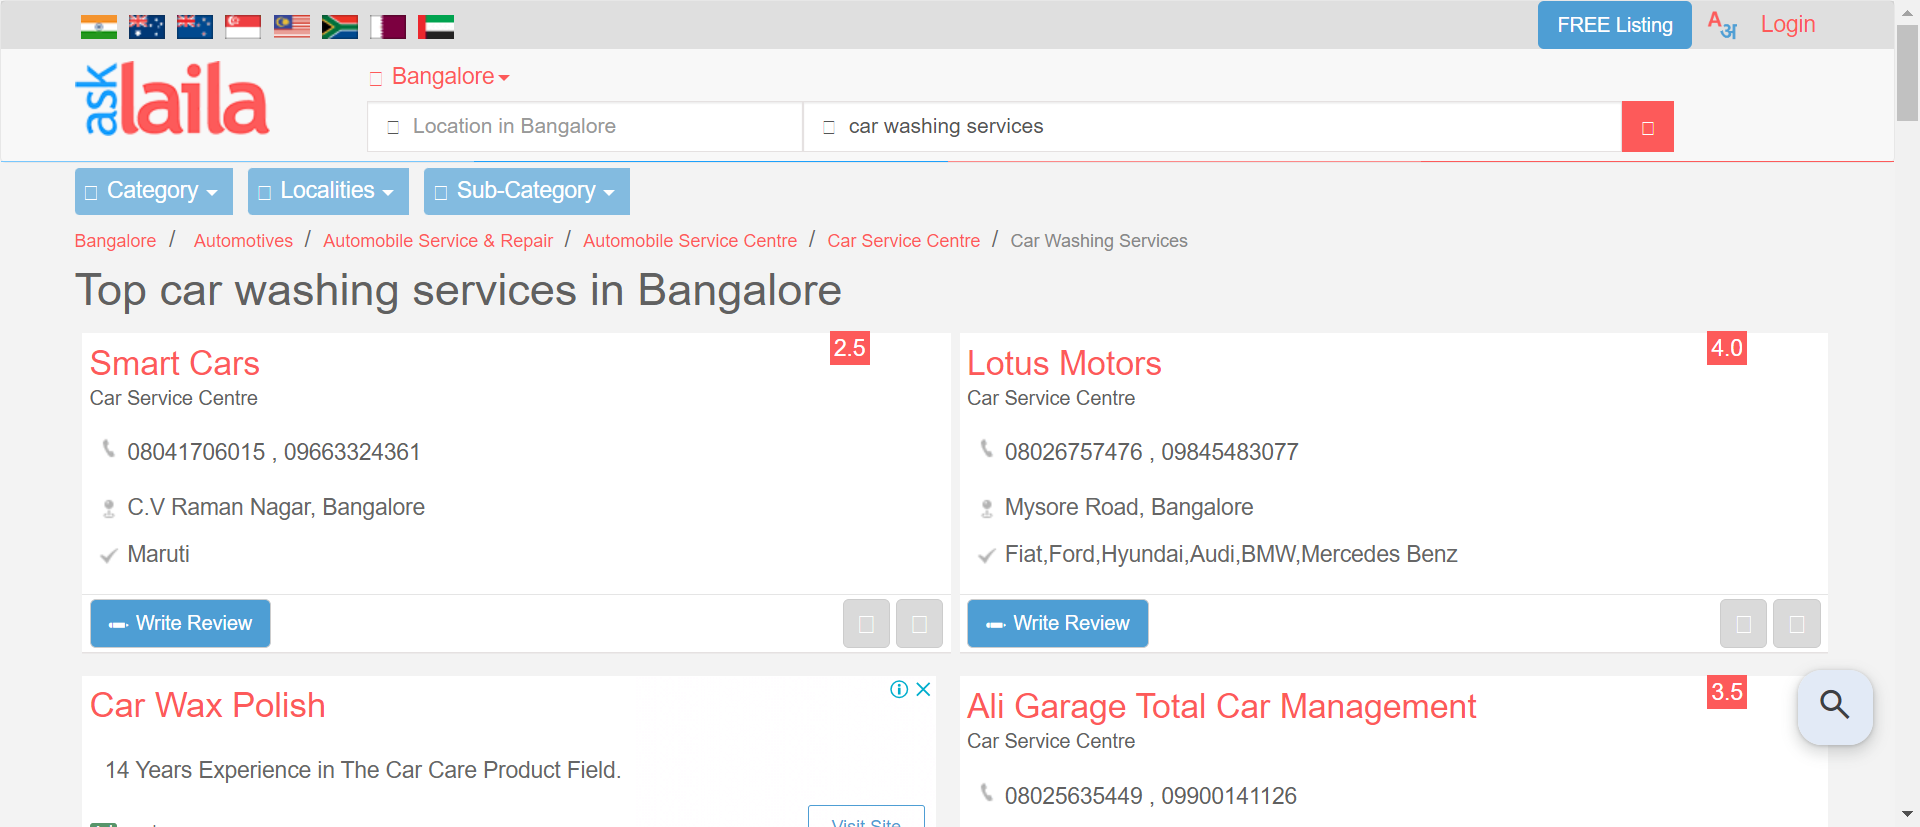 FREE Listing
Login
ask laila
Bangalore
Location in Bangalore
car washing services
Category
Localities
Sub-Category
Bangalore / Automotives / Automobile Service & Repair / Automobile Service Centre / Car Service Centre / Car Washing Services
Top car washing services in Bangalore
Smart Cars
2.5
Car Service Centre
08041706015 , 09663324361
C.V Raman Nagar, Bangalore
Maruti
Write Review
Lotus Motors
4.0
Car Service Centre
08026757476 , 09845483077
Mysore Road, Bangalore
Fiat,Ford,Hyundai,Audi,BMW,Mercedes Benz
Write Review
Car Wax Polish
14 Years Experience in The Car Care Product Field.
Visit Site
Ali Garage Total Car Management
3.5
Car Service Centre
08025635449 , 09900141126